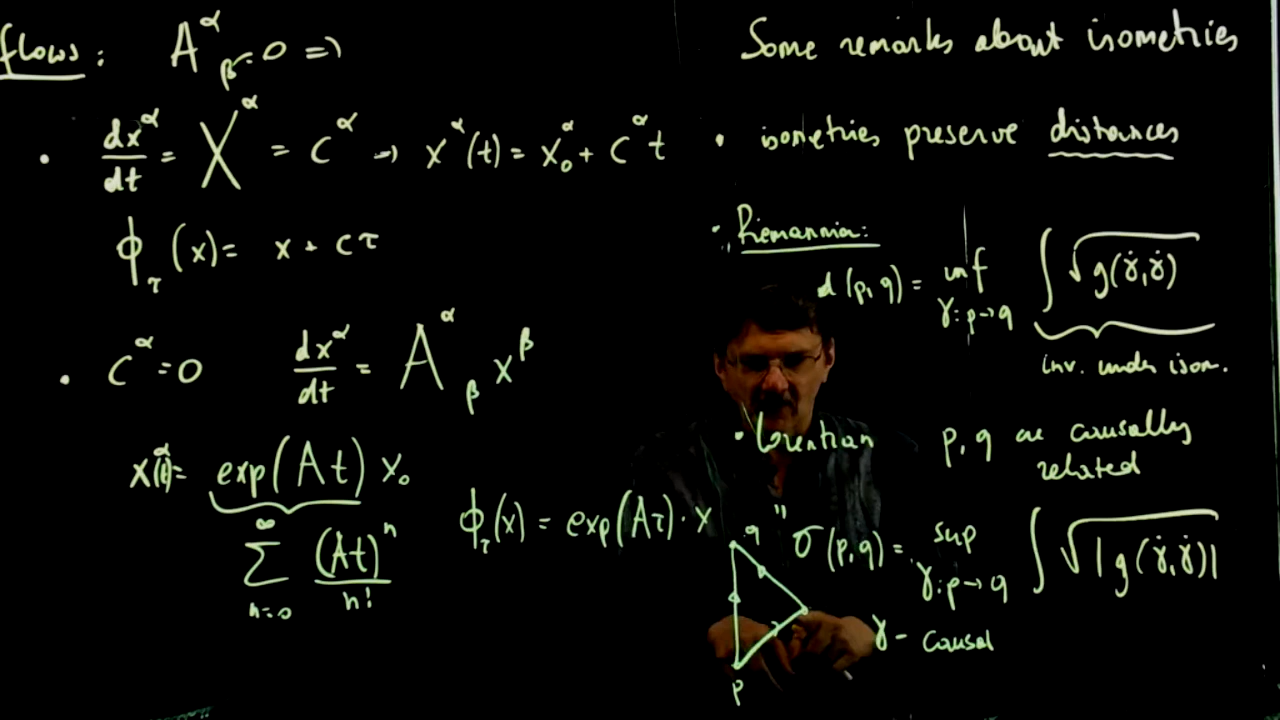 flows: A^α_β = 0 =>
• dx^α/dt = X^α = C^α → x^α(t) = x_0^α + C^α t
ϕ_τ(x) = x + cτ
• C^α = 0 dx^α/dt = A^α_β x^β
x^α(t) = exp(At) x_0
∑_{n=0}^∞ (At)^n / n!
ϕ_τ(x) = exp(Aτ)·x
Some remarks about isometries
• isometries preserve distances
• Riemannian:
d(p,q) = inf_{γ:p→q} ∫ √g(γ̇,γ̇)
inv. under isom.
• Lorentzian p,q are causally
related
σ(p,q) = sup_{γ:p→q} ∫ √|g(γ̇,γ̇)|
γ - causal
q
p